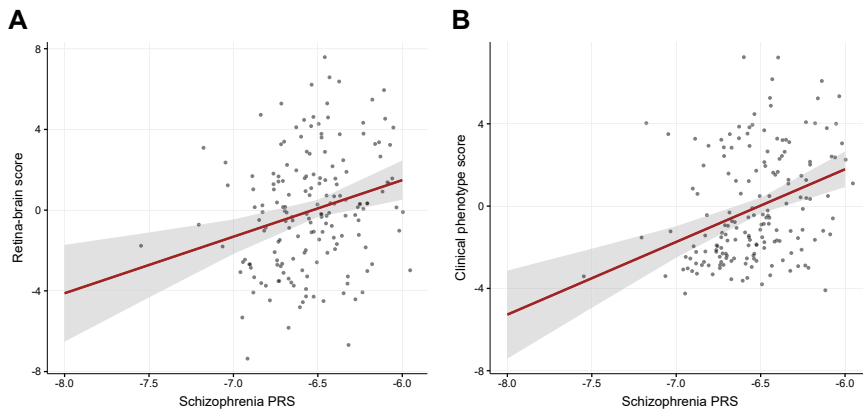 A
Retina-brain score
8
4
0
-4
-8
-8.0 -7.5 -7.0 -6.5 -6.0
Schizophrenia PRS
B
Clinical phenotype score
4
0
-4
-8
-8.0 -7.5 -7.0 -6.5 -6.0
Schizophrenia PRS